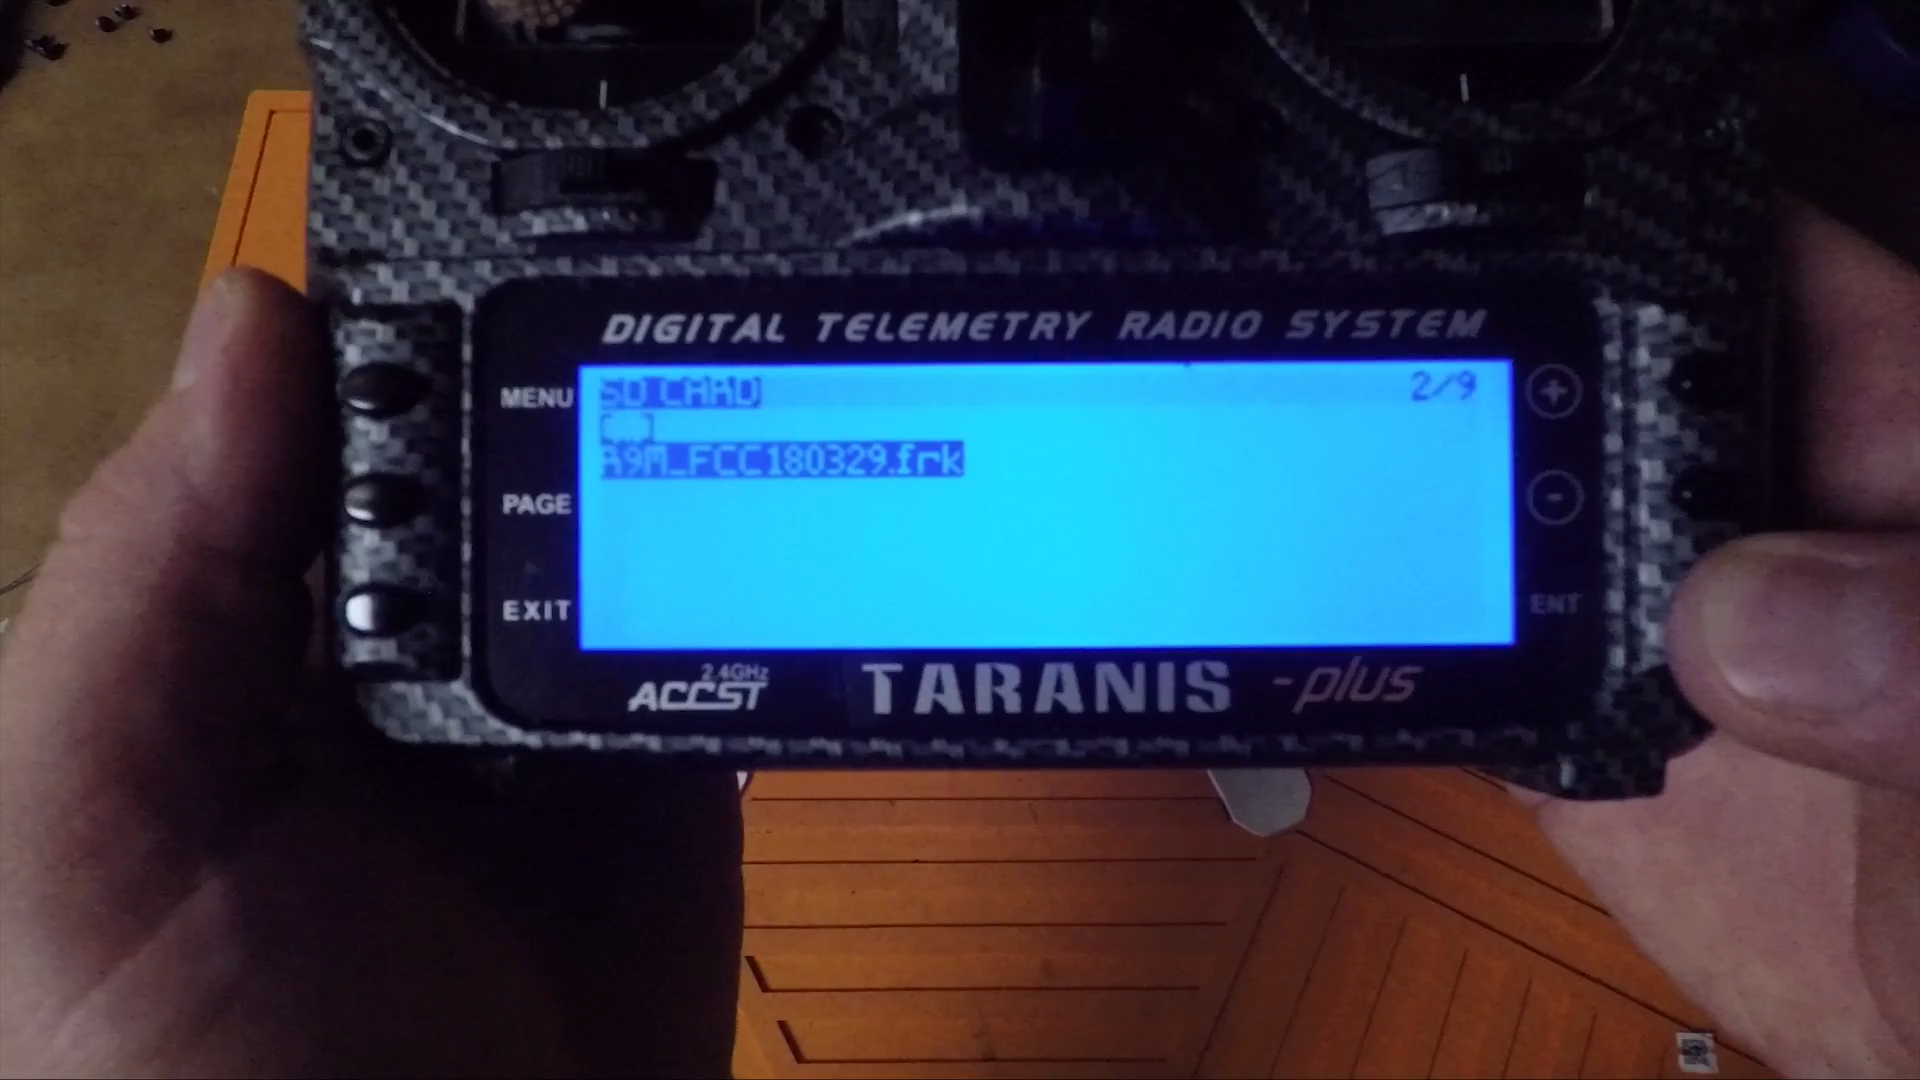 DIGITAL TELEMETRY RADIO SYSTEM
MENU
SD CARD 2/9
[..]
R9M_FCC180329.frk
PAGE
EXIT
+
-
ENT
2.4GHz
ACCST
TARANIS -plus